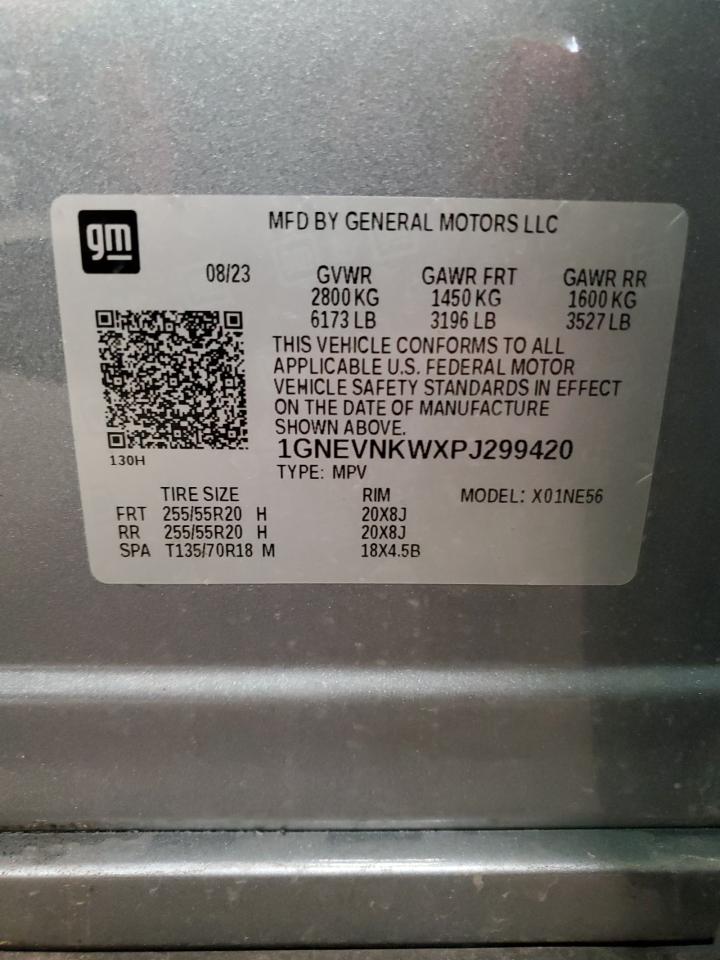 gm
MFD BY GENERAL MOTORS LLC
08/23 GVWR GAWR FRT GAWR RR
2800 KG 1450 KG 1600 KG
6173 LB 3196 LB 3527 LB
THIS VEHICLE CONFORMS TO ALL
APPLICABLE U.S. FEDERAL MOTOR
VEHICLE SAFETY STANDARDS IN EFFECT
ON THE DATE OF MANUFACTURE
SHOWN ABOVE.
1GNEVNKWXPJ299420
130H
TYPE: MPV
TIRE SIZE RIM MODEL: X01NE56
FRT 255/55R20 H 20X8J
RR 255/55R20 H 20X8J
SPA T135/70R18 M 18X4.5B